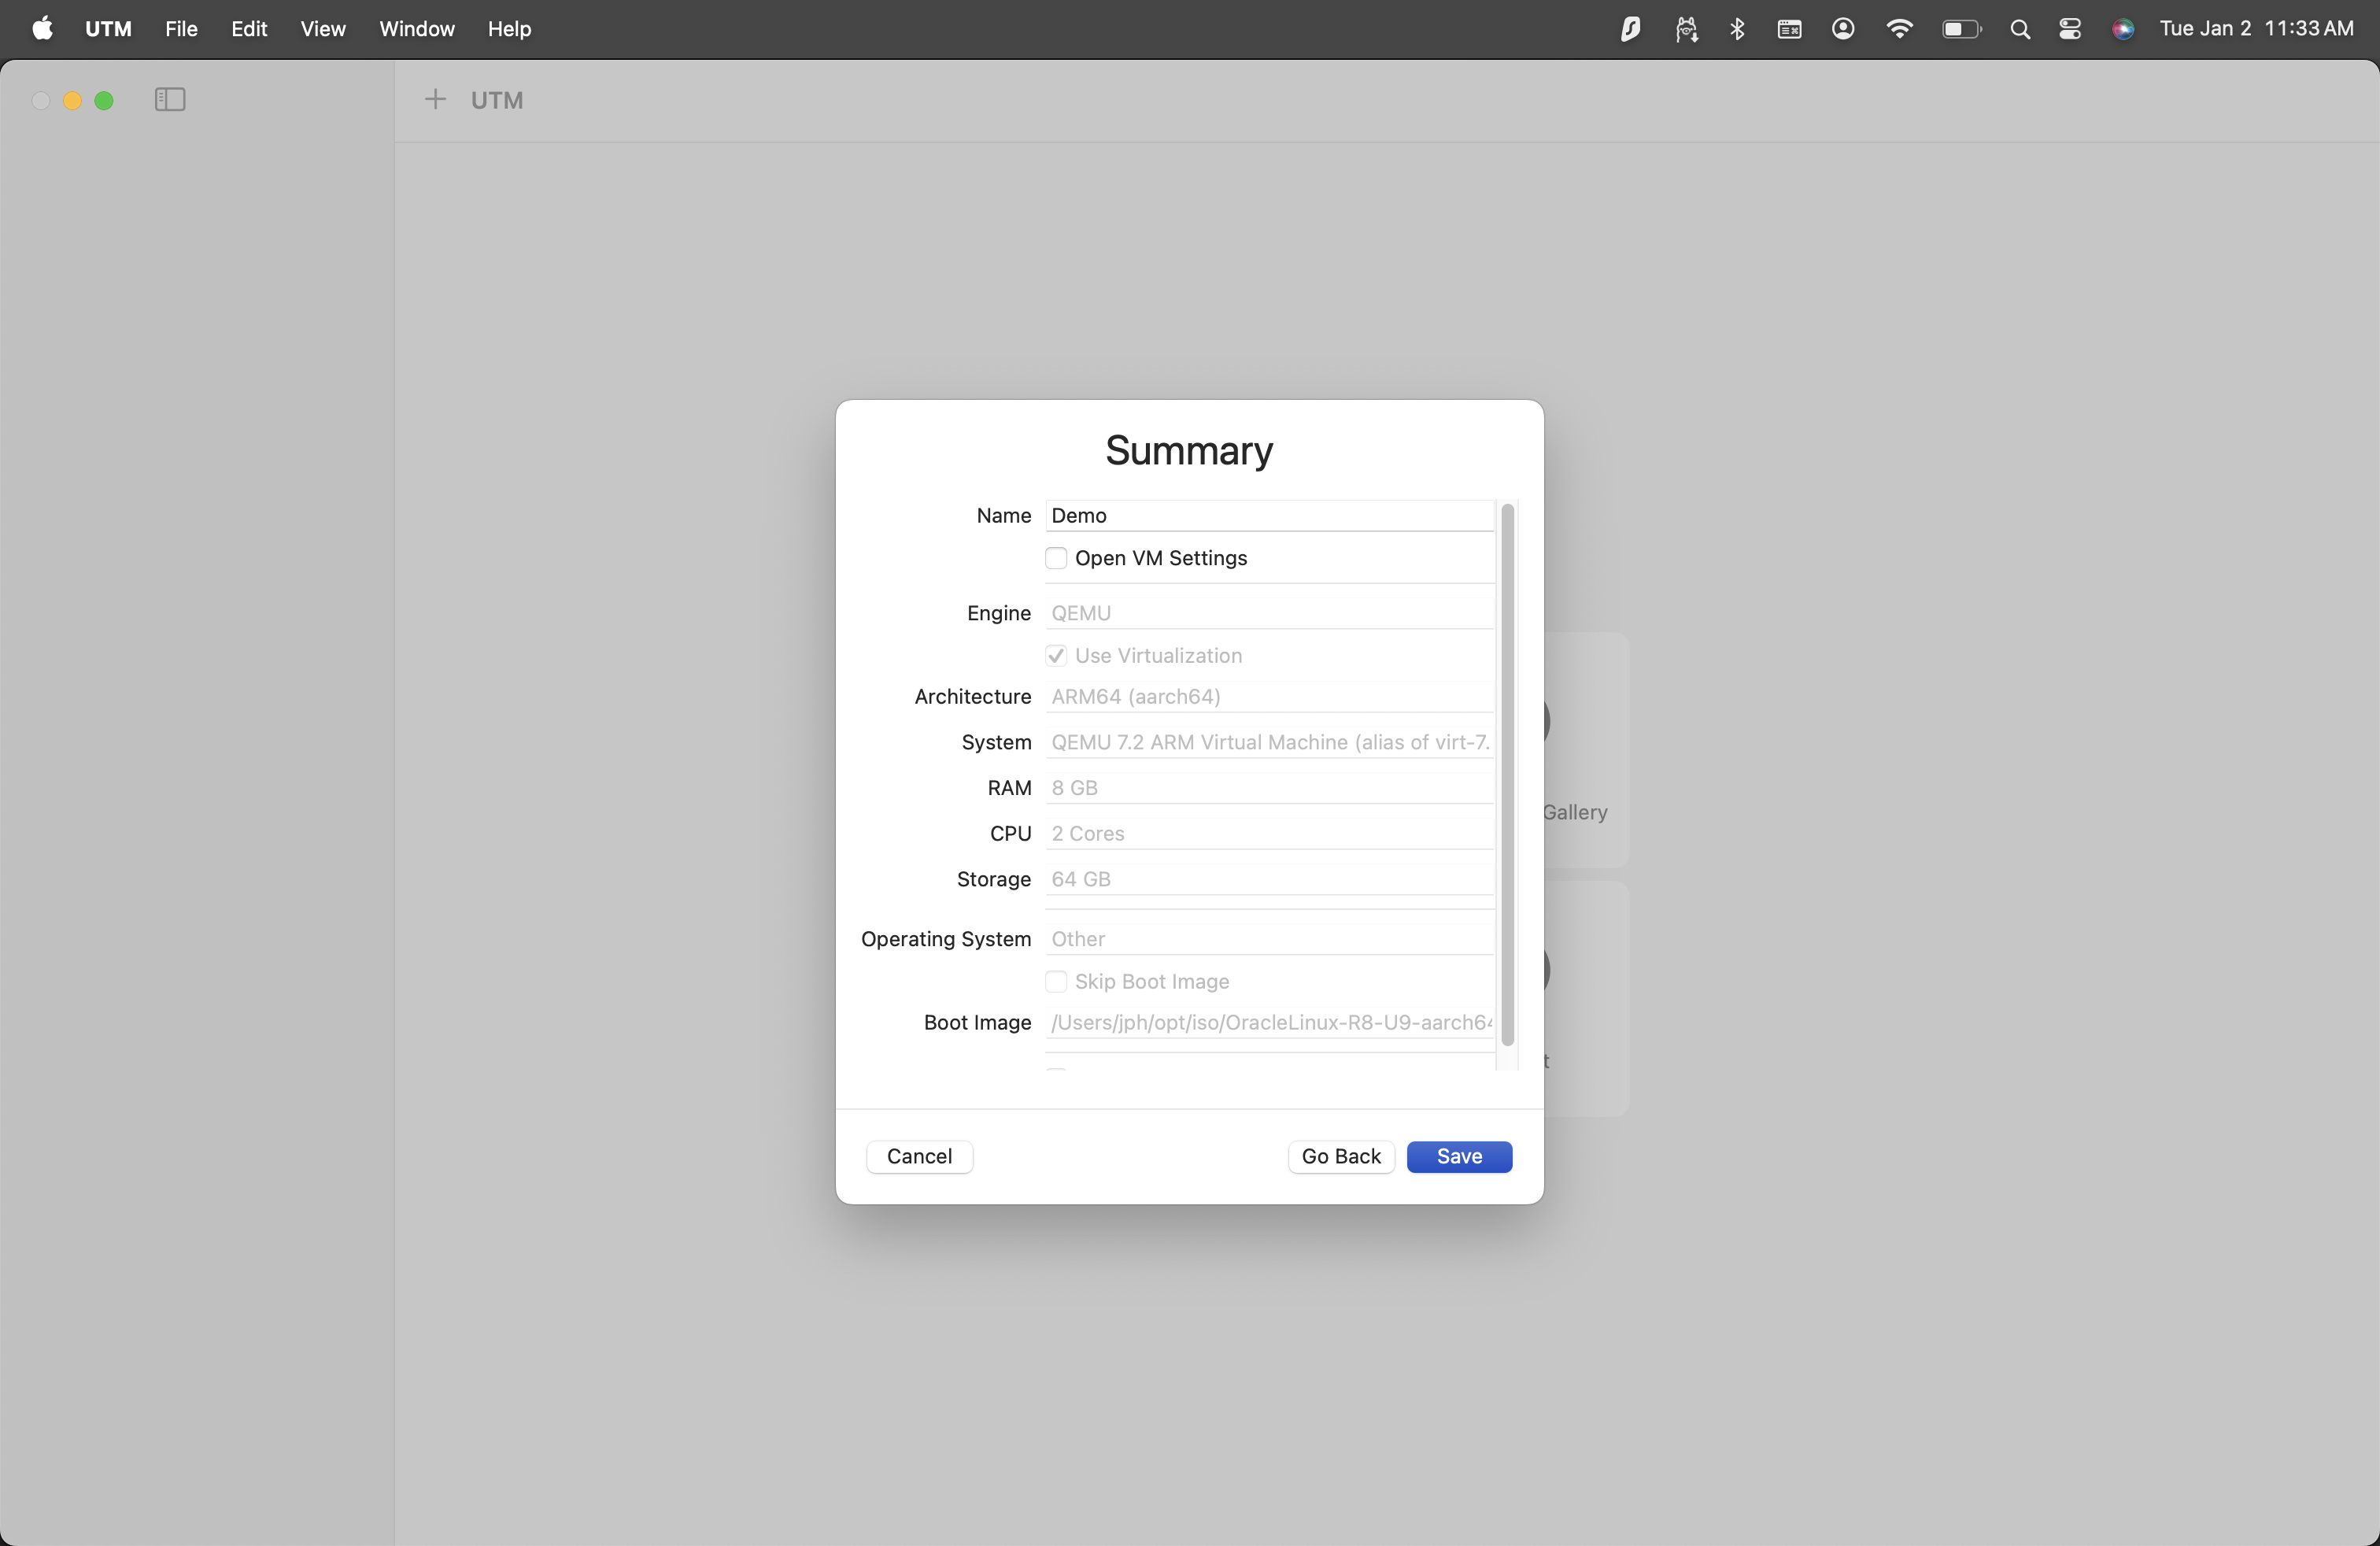 UTM File Edit View Window Help Tue Jan 2 11:33 AM
UTM
Summary
Name Demo
Open VM Settings
Engine QEMU
Use Virtualization
Architecture ARM64 (aarch64)
System QEMU 7.2 ARM Virtual Machine (alias of virt-7.
RAM 8 GB
Gallery
CPU 2 Cores
Storage 64 GB
Operating System Other
Skip Boot Image
Boot Image /Users/jph/opt/iso/OracleLinux-R8-U9-aarch64
t
Cancel Go Back Save